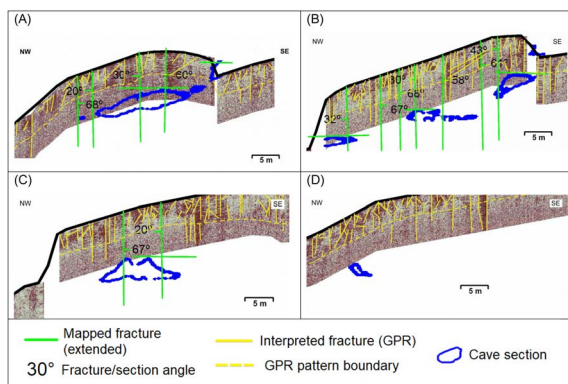 (A)
NW
SE
20°
68°
30°
60°
5 m
(B)
NW
SE
32°
30°
67°
68°
58°
43°
5 m
(C)
NW
SE
20°
67°
5 m
(D)
NW
SE
5 m
Mapped fracture
(extended)
30° Fracture/section angle
Interpreted fracture (GPR)
GPR pattern boundary
Cave section